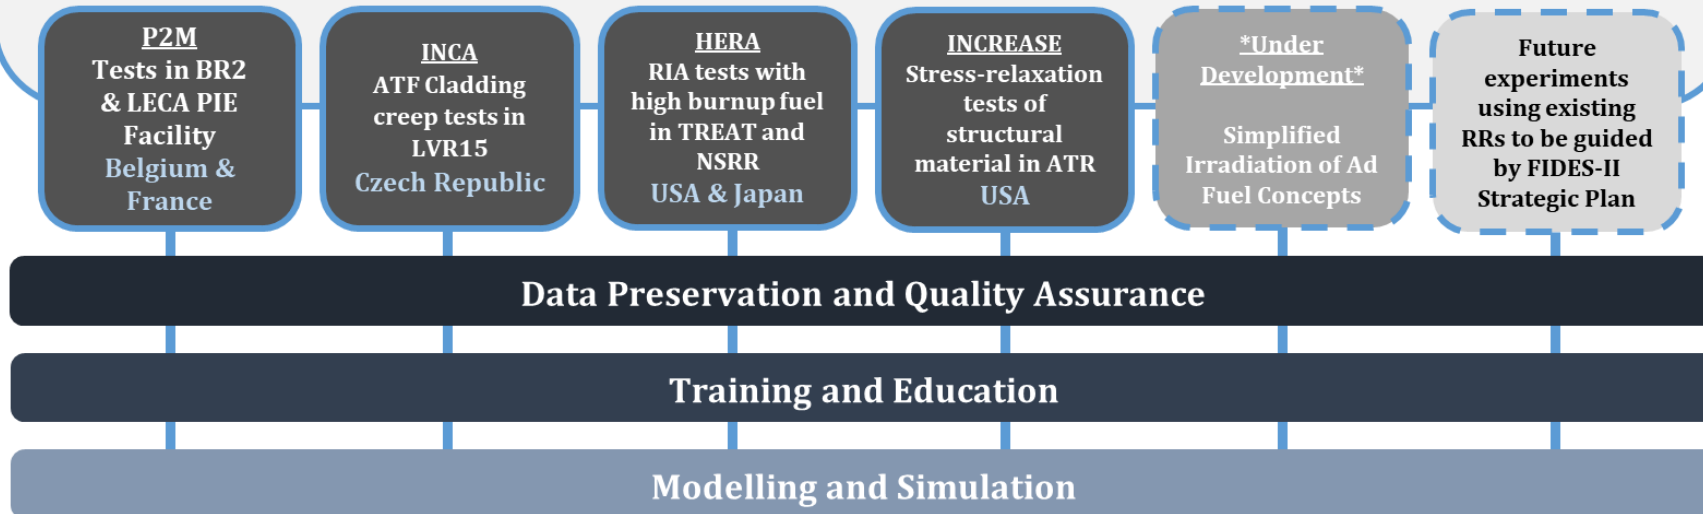 P2M
Tests in BR2
& LECA PIE
Facility
Belgium &
France
INCA
ATF Cladding
creep tests in
LVR15
Czech Republic
HERA
RIA tests with
high burnup fuel
in TREAT and
NSRR
USA & Japan
INCREASE
Stress-relaxation
tests of
structural
material in ATR
USA
*Under
Development*
Simplified
Irradiation of Ad
Fuel Concepts
Future
experiments
using existing
RRs to be guided
by FIDES-II
Strategic Plan
Data Preservation and Quality Assurance
Training and Education
Modelling and Simulation